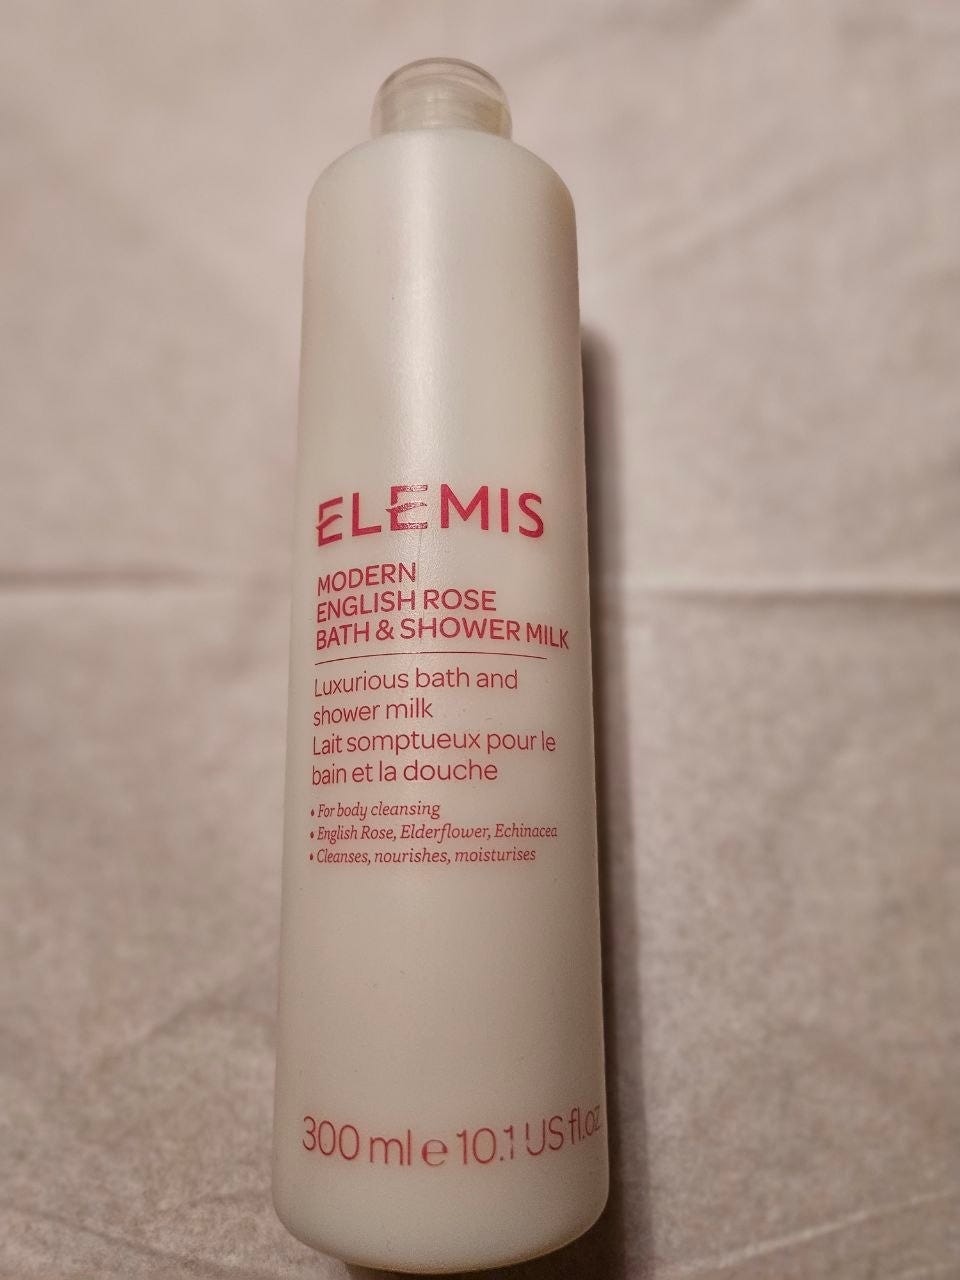 ELEMIS
MODERN
ENGLISH ROSE
BATH & SHOWER MILK
Luxurious bath and
shower milk
Lait somptueux pour le
bain et la douche
• For body cleansing
• English Rose, Elderflower, Echinacea
• Cleanses, nourishes, moisturises
300 ml e 10.1 US fl.oz.